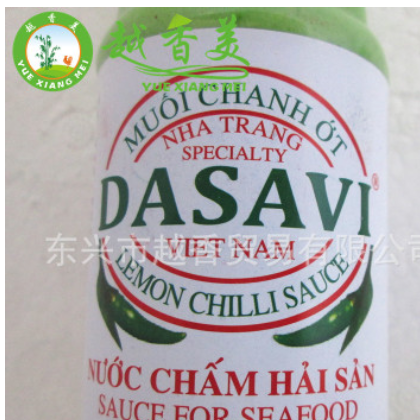 越香美
YUE XIANG MEI
越香美
YUE XIANG MEI
MUỐI CHANH ỚT
NHA TRANG
SPECIALTY
DASAVI®
VIET NAM
LEMON CHILLI SAUCE
东兴市越香贸易有限公司
NƯỚC CHẤM HẢI SẢN
SAUCE FOR SEAFOOD